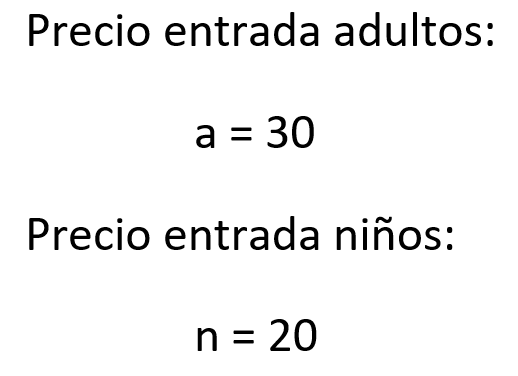 Precio entrada adultos:
a = 30
Precio entrada niños:
n = 20